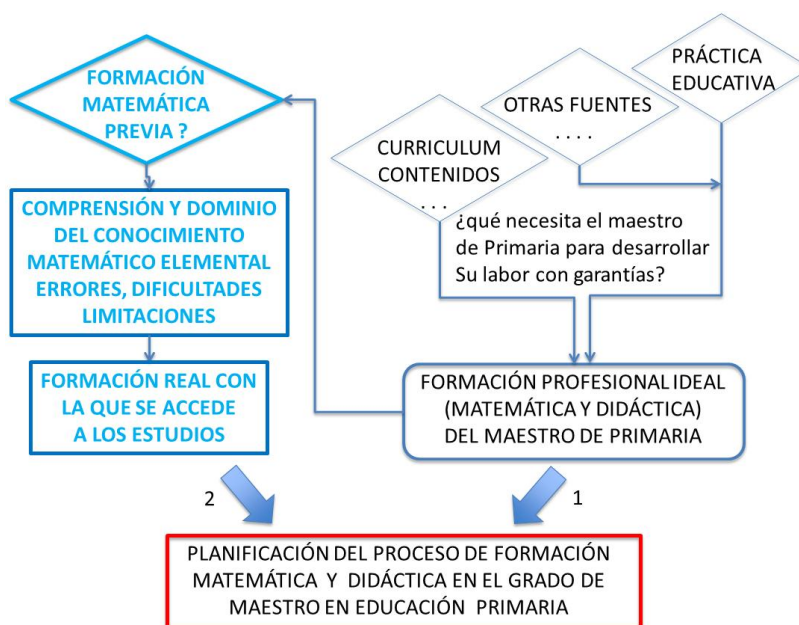 FORMACIÓN
MATEMÁTICA
PREVIA ?
COMPRENSIÓN Y DOMINIO
DEL CONOCIMIENTO
MATEMÁTICO ELEMENTAL
ERRORES, DIFICULTADES
LIMITACIONES
FORMACIÓN REAL CON
LA QUE SE ACCEDE
A LOS ESTUDIOS
PRÁCTICA
EDUCATIVA
OTRAS FUENTES
. . . .
CURRICULUM
CONTENIDOS
. . .
¿qué necesita el maestro
de Primaria para desarrollar
Su labor con garantías?
FORMACIÓN PROFESIONAL IDEAL
(MATEMÁTICA Y DIDÁCTICA)
DEL MAESTRO DE PRIMARIA
2
1
PLANIFICACIÓN DEL PROCESO DE FORMACIÓN
MATEMÁTICA Y DIDÁCTICA EN EL GRADO DE
MAESTRO EN EDUCACIÓN PRIMARIA